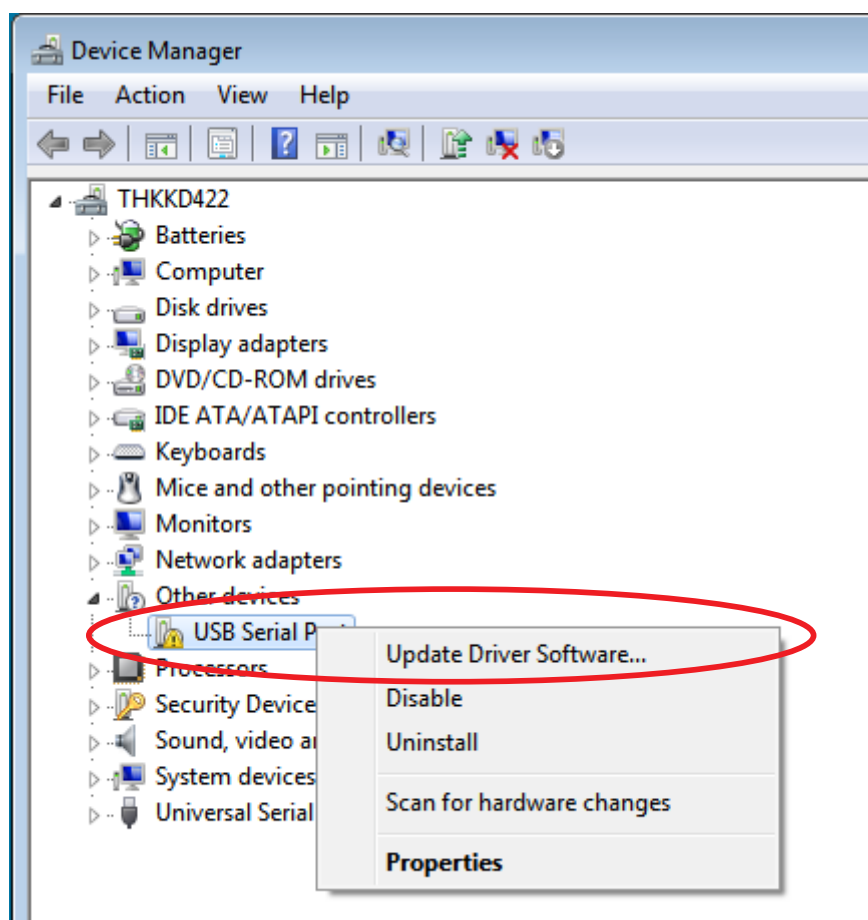 Device Manager
File Action View Help
THKKD422
Batteries
Computer
Disk drives
Display adapters
DVD/CD-ROM drives
IDE ATA/ATAPI controllers
Keyboards
Mice and other pointing devices
Monitors
Network adapters
Other devices
USB Serial P
Processors
Security Device
Sound, video a
System devices
Universal Serial
Update Driver Software...
Disable
Uninstall
Scan for hardware changes
Properties